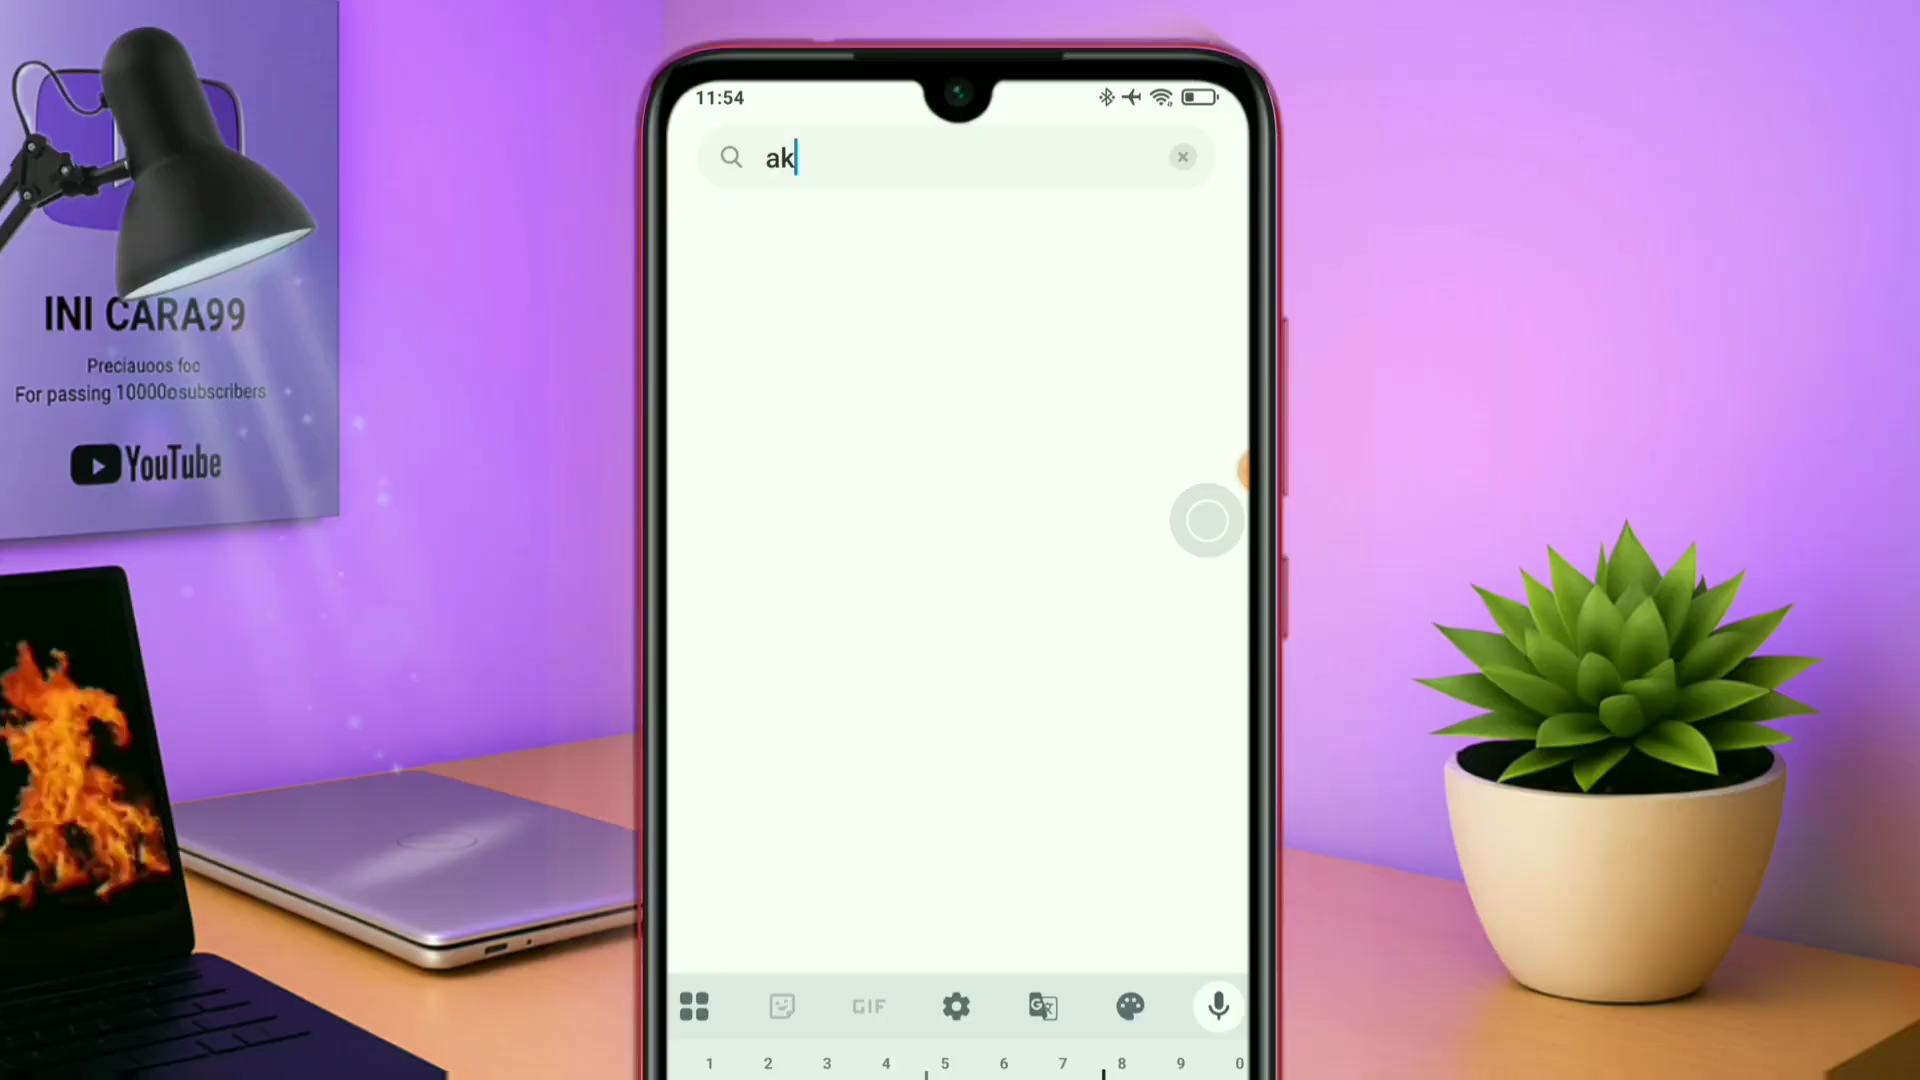 INI CARA99
Preciauoos foc
For passing 10000osubscribers
YouTube
11:54
ak
GIF
1 2 3 4 5 6 7 8 9 0